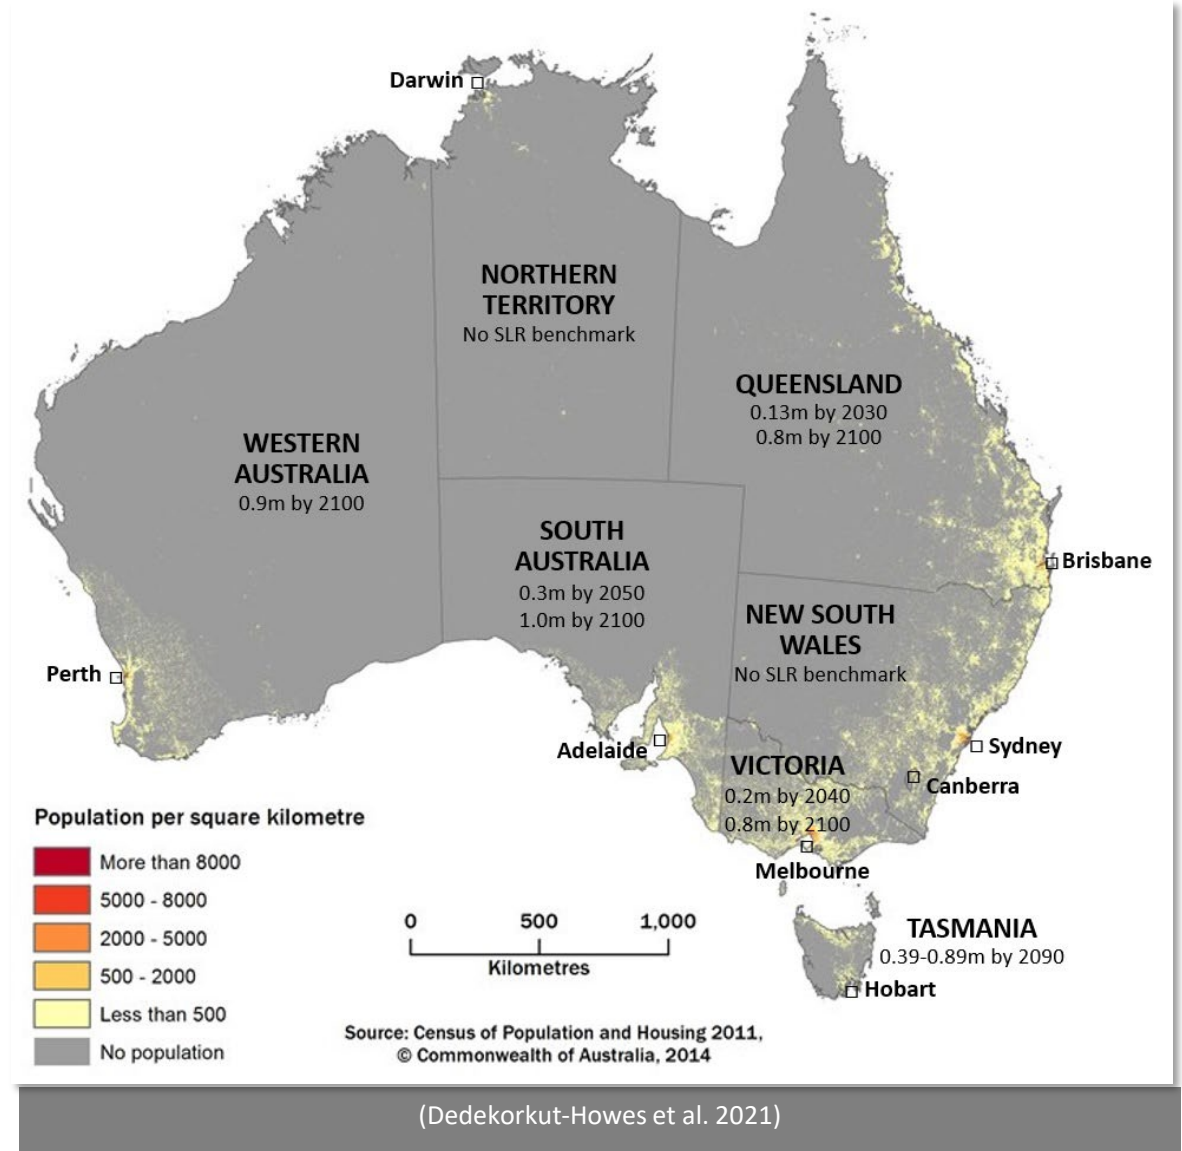 Darwin
NORTHERN
TERRITORY
No SLR benchmark
QUEENSLAND
0.13m by 2030
0.8m by 2100
WESTERN
AUSTRALIA
0.9m by 2100
SOUTH
AUSTRALIA
0.3m by 2050
1.0m by 2100
Brisbane
NEW SOUTH
WALES
No SLR benchmark
Perth
Adelaide
Sydney
VICTORIA
0.2m by 2040
0.8m by 2100
Canberra
Melbourne
TASMANIA
0.39-0.89m by 2090
Hobart
Population per square kilometre
More than 8000
5000 - 8000
2000 - 5000
500 - 2000
Less than 500
No population
0 500 1,000
Kilometres
Source: Census of Population and Housing 2011,
© Commonwealth of Australia, 2014
(Dedekorkut-Howes et al. 2021)